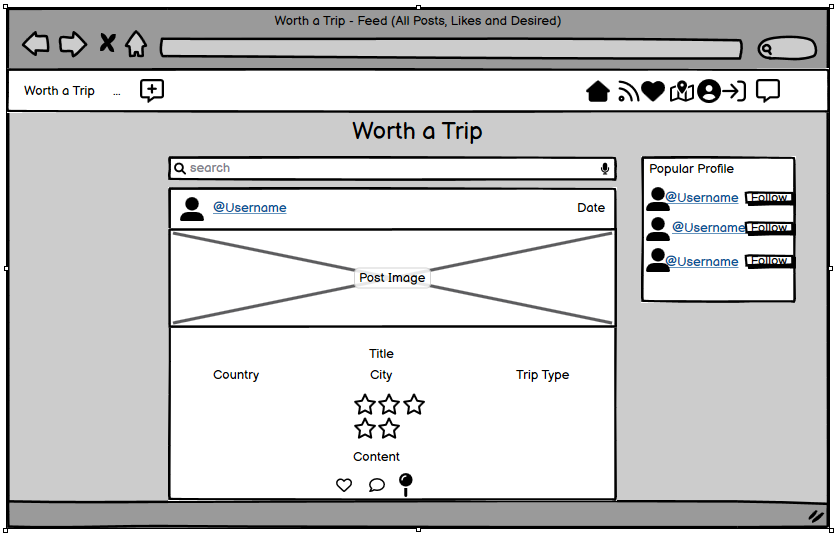 Worth a Trip - Feed (All Posts, Likes and Desired)
Worth a Trip ...
Worth a Trip
search
@Username Date
Post Image
Title
Country City Trip Type
Content
Popular Profile
@Username Follow
@Username Follow
@Username Follow